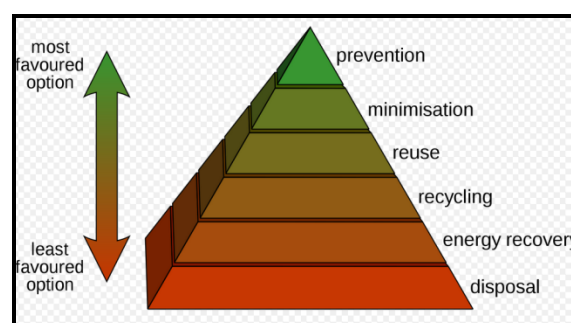 most
favoured
option
prevention
minimisation
reuse
recycling
energy recovery
least
favoured
option
disposal